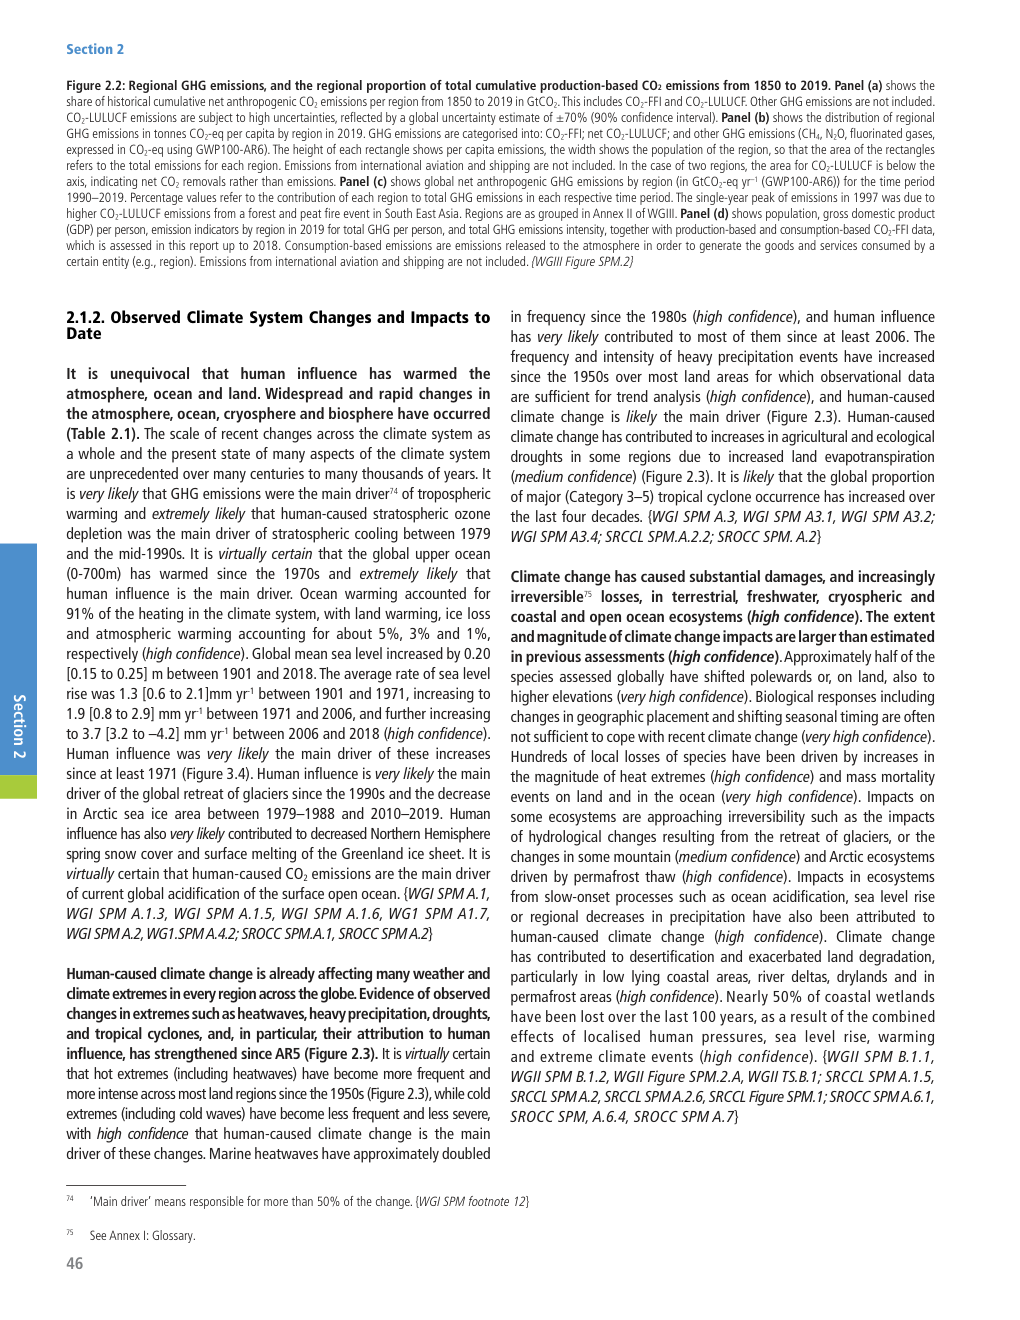 Section 2
Figure 2.2: Regional GHG emissions, and the regional proportion of total cumulative production-based CO₂ emissions from 1850 to 2019. Panel (a) shows the
share of historical cumulative net anthropogenic CO₂ emissions per region from 1850 to 2019 in GtCO₂. This includes CO₂-FFI and CO₂-LULUCF. Other GHG emissions are not included.
CO₂-LULUCF emissions are subject to high uncertainties, reflected by a global uncertainty estimate of ±70% (90% confidence interval). Panel (b) shows the distribution of regional
GHG emissions in tonnes CO₂-eq per capita by region in 2019. GHG emissions are categorised into: CO₂-FFI; net CO₂-LULUCF; and other GHG emissions (CH₄, N₂O, fluorinated gases,
expressed in CO₂-eq using GWP100-AR6). The height of each rectangle shows per capita emissions, the width shows the population of the region, so that the area of the rectangles
refers to the total emissions for each region. Emissions from international aviation and shipping are not included. In the case of two regions, the area for CO₂-LULUCF is below the
axis, indicating net CO₂ removals rather than emissions. Panel (c) shows global net anthropogenic GHG emissions by region (in GtCO₂-eq yr⁻¹ (GWP100-AR6)) for the time period
1990–2019. Percentage values refer to the contribution of each region to total GHG emissions in each respective time period. The single-year peak of emissions in 1997 was due to
higher CO₂-LULUCF emissions from a forest and peat fire event in South East Asia. Regions are as grouped in Annex II of WGIII. Panel (d) shows population, gross domestic product
(GDP) per person, emission indicators by region in 2019 for total GHG per person, and total GHG emissions intensity, together with production-based and consumption-based CO₂-FFI data,
which is assessed in this report up to 2018. Consumption-based emissions are emissions released to the atmosphere in order to generate the goods and services consumed by a
certain entity (e.g., region). Emissions from international aviation and shipping are not included. {WGIII Figure SPM.2}
2.1.2. Observed Climate System Changes and Impacts to
Date
It is unequivocal that human influence has warmed the
atmosphere, ocean and land. Widespread and rapid changes in
the atmosphere, ocean, cryosphere and biosphere have occurred
(Table 2.1). The scale of recent changes across the climate system as
a whole and the present state of many aspects of the climate system
are unprecedented over many centuries to many thousands of years. It
is very likely that GHG emissions were the main driver⁷⁴ of tropospheric
warming and extremely likely that human-caused stratospheric ozone
depletion was the main driver of stratospheric cooling between 1979
and the mid-1990s. It is virtually certain that the global upper ocean
(0-700m) has warmed since the 1970s and extremely likely that
human influence is the main driver. Ocean warming accounted for
91% of the heating in the climate system, with land warming, ice loss
and atmospheric warming accounting for about 5%, 3% and 1%,
respectively (high confidence). Global mean sea level increased by 0.20
[0.15 to 0.25] m between 1901 and 2018. The average rate of sea level
rise was 1.3 [0.6 to 2.1]mm yr⁻¹ between 1901 and 1971, increasing to
1.9 [0.8 to 2.9] mm yr⁻¹ between 1971 and 2006, and further increasing
to 3.7 [3.2 to –4.2] mm yr⁻¹ between 2006 and 2018 (high confidence).
Human influence was very likely the main driver of these increases
since at least 1971 (Figure 3.4). Human influence is very likely the main
driver of the global retreat of glaciers since the 1990s and the decrease
in Arctic sea ice area between 1979–1988 and 2010–2019. Human
influence has also very likely contributed to decreased Northern Hemisphere
spring snow cover and surface melting of the Greenland ice sheet. It is
virtually certain that human-caused CO₂ emissions are the main driver
of current global acidification of the surface open ocean. {WGI SPM A.1,
WGI SPM A.1.3, WGI SPM A.1.5, WGI SPM A.1.6, WG1 SPM A1.7,
WGI SPM A.2, WG1.SPM A.4.2; SROCC SPM.A.1, SROCC SPM A.2}
Human-caused climate change is already affecting many weather and
climate extremes in every region across the globe. Evidence of observed
changes in extremes such as heatwaves, heavy precipitation, droughts,
and tropical cyclones, and, in particular, their attribution to human
influence, has strengthened since AR5 (Figure 2.3). It is virtually certain
that hot extremes (including heatwaves) have become more frequent and
more intense across most land regions since the 1950s (Figure 2.3), while cold
extremes (including cold waves) have become less frequent and less severe,
with high confidence that human-caused climate change is the main
driver of these changes. Marine heatwaves have approximately doubled
in frequency since the 1980s (high confidence), and human influence
has very likely contributed to most of them since at least 2006. The
frequency and intensity of heavy precipitation events have increased
since the 1950s over most land areas for which observational data
are sufficient for trend analysis (high confidence), and human-caused
climate change is likely the main driver (Figure 2.3). Human-caused
climate change has contributed to increases in agricultural and ecological
droughts in some regions due to increased land evapotranspiration
(medium confidence) (Figure 2.3). It is likely that the global proportion
of major (Category 3–5) tropical cyclone occurrence has increased over
the last four decades. {WGI SPM A.3, WGI SPM A3.1, WGI SPM A3.2;
WGI SPM A3.4; SRCCL SPM.A.2.2; SROCC SPM. A.2}
Climate change has caused substantial damages, and increasingly
irreversible⁷⁵ losses, in terrestrial, freshwater, cryospheric and
coastal and open ocean ecosystems (high confidence). The extent
and magnitude of climate change impacts are larger than estimated
in previous assessments (high confidence). Approximately half of the
species assessed globally have shifted polewards or, on land, also to
higher elevations (very high confidence). Biological responses including
changes in geographic placement and shifting seasonal timing are often
not sufficient to cope with recent climate change (very high confidence).
Hundreds of local losses of species have been driven by increases in
the magnitude of heat extremes (high confidence) and mass mortality
events on land and in the ocean (very high confidence). Impacts on
some ecosystems are approaching irreversibility such as the impacts
of hydrological changes resulting from the retreat of glaciers, or the
changes in some mountain (medium confidence) and Arctic ecosystems
driven by permafrost thaw (high confidence). Impacts in ecosystems
from slow-onset processes such as ocean acidification, sea level rise
or regional decreases in precipitation have also been attributed to
human-caused climate change (high confidence). Climate change
has contributed to desertification and exacerbated land degradation,
particularly in low lying coastal areas, river deltas, drylands and in
permafrost areas (high confidence). Nearly 50% of coastal wetlands
have been lost over the last 100 years, as a result of the combined
effects of localised human pressures, sea level rise, warming
and extreme climate events (high confidence). {WGII SPM B.1.1,
WGII SPM B.1.2, WGII Figure SPM.2.A, WGII TS.B.1; SRCCL SPM A.1.5,
SRCCL SPM A.2, SRCCL SPM A.2.6, SRCCL Figure SPM.1; SROCC SPM A.6.1,
SROCC SPM, A.6.4, SROCC SPM A.7}
Section 2
74 ‘Main driver’ means responsible for more than 50% of the change. {WGI SPM footnote 12}
75 See Annex I: Glossary.
46